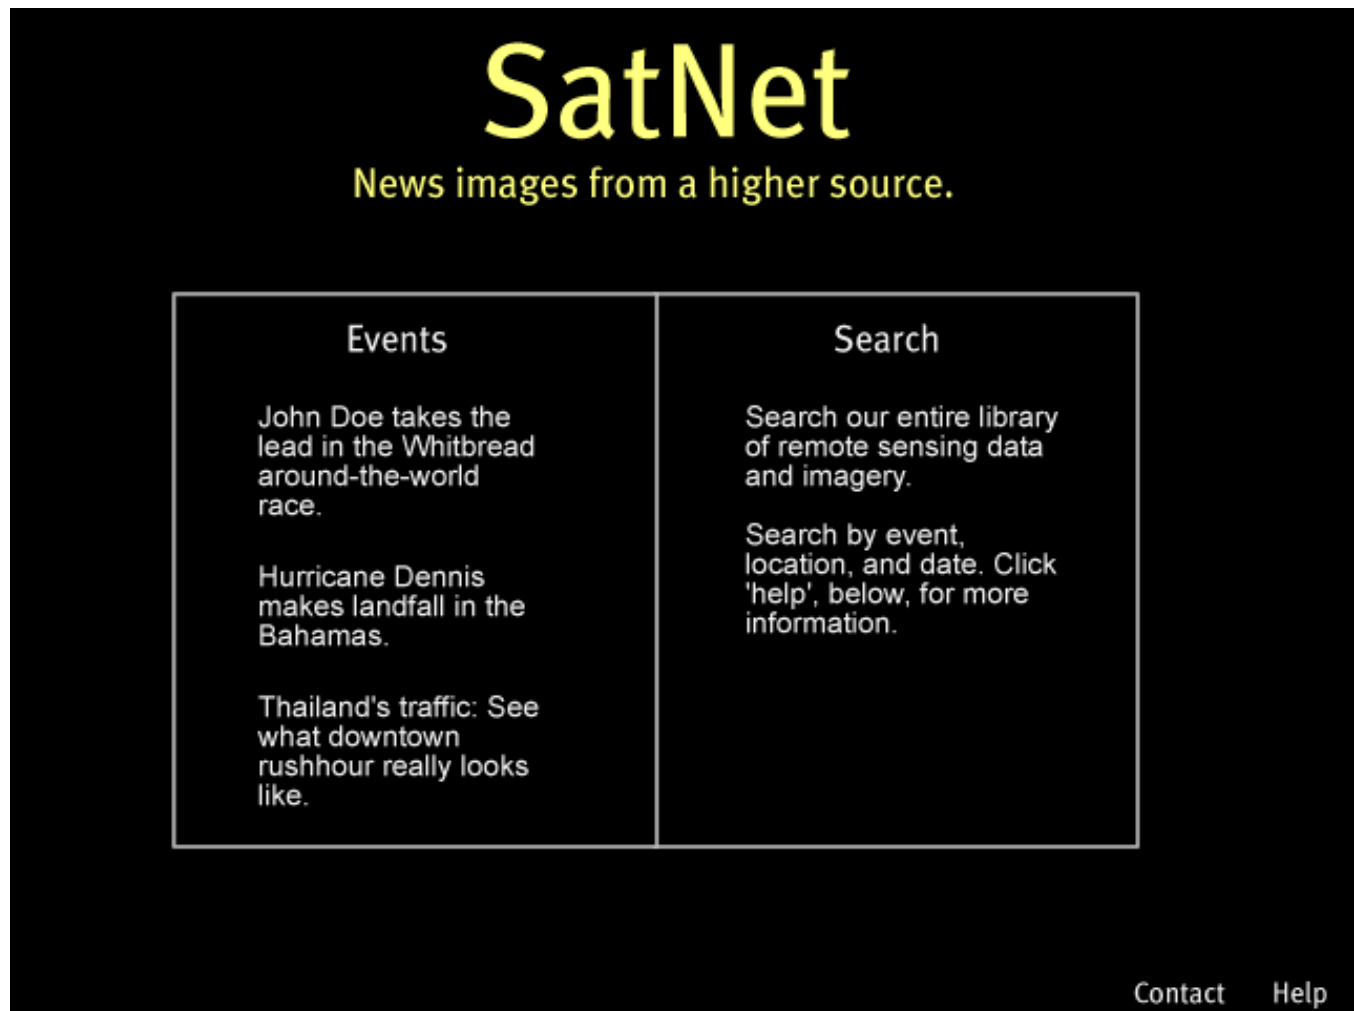 SatNet
News images from a higher source.
Events
John Doe takes the
lead in the Whitbread
around-the-world
race.
Hurricane Dennis
makes landfall in the
Bahamas.
Thailand's traffic: See
what downtown
rushhour really looks
like.
Search
Search our entire library
of remote sensing data
and imagery.
Search by event,
location, and date. Click
'help', below, for more
information.
Contact
Help